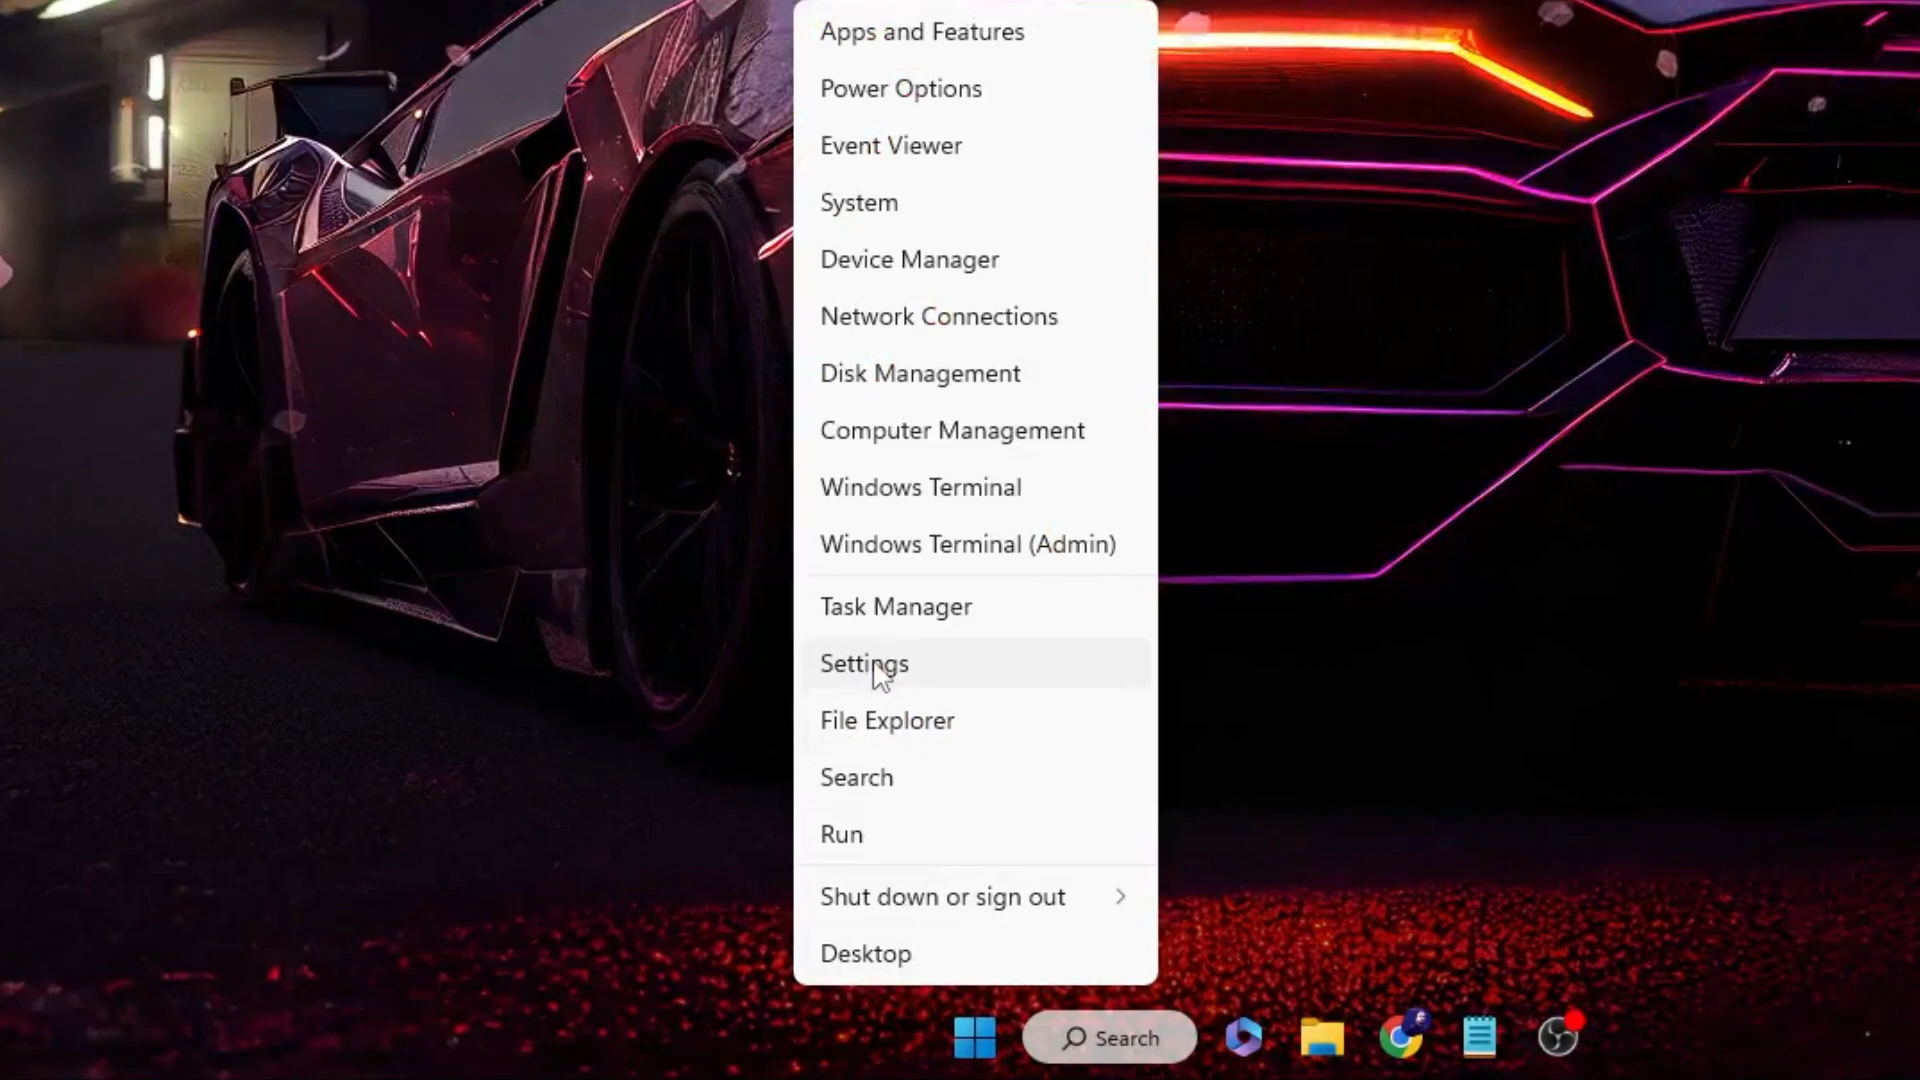 Apps and Features
Power Options
Event Viewer
System
Device Manager
Network Connections
Disk Management
Computer Management
Windows Terminal
Windows Terminal (Admin)
Task Manager
Settings
File Explorer
Search
Run
Shut down or sign out
Desktop
Search